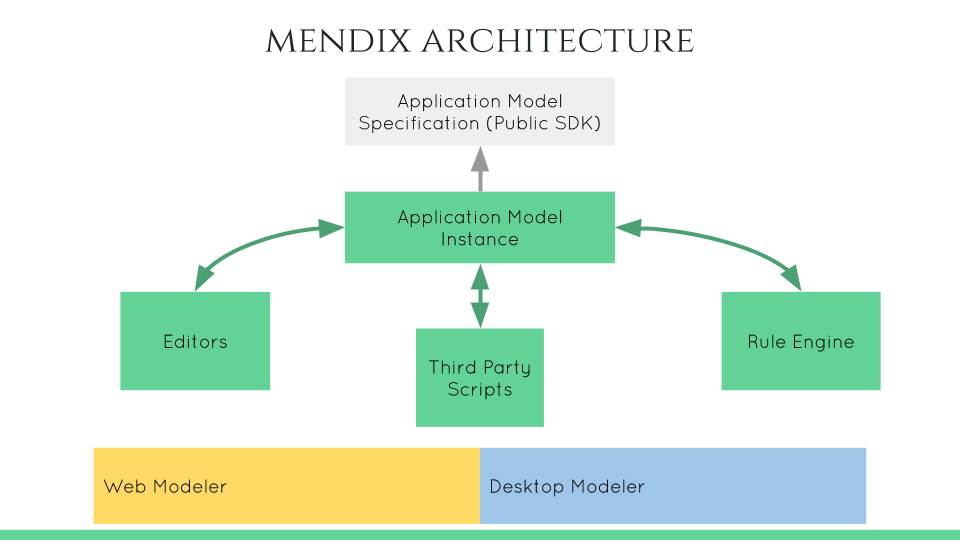 MENDIX ARCHITECTURE
Application Model
Specification (Public SDK)
Application Model
Instance
Editors
Third Party
Scripts
Rule Engine
Web Modeler
Desktop Modeler